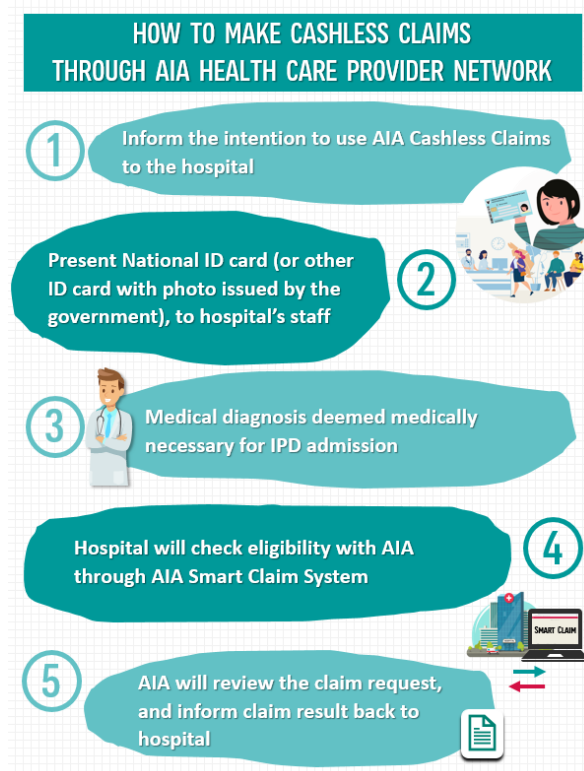 HOW TO MAKE CASHLESS CLAIMS
THROUGH AIA HEALTH CARE PROVIDER NETWORK
1
Inform the intention to use AIA Cashless Claims
to the hospital
Present National ID card (or other
ID card with photo issued by the
government), to hospital's staff
2
3
Medical diagnosis deemed medically
necessary for IPD admission
Hospital will check eligibility with AIA
through AIA Smart Claim System
4
SMART CLAIM
5
AIA will review the claim request,
and inform claim result back to
hospital